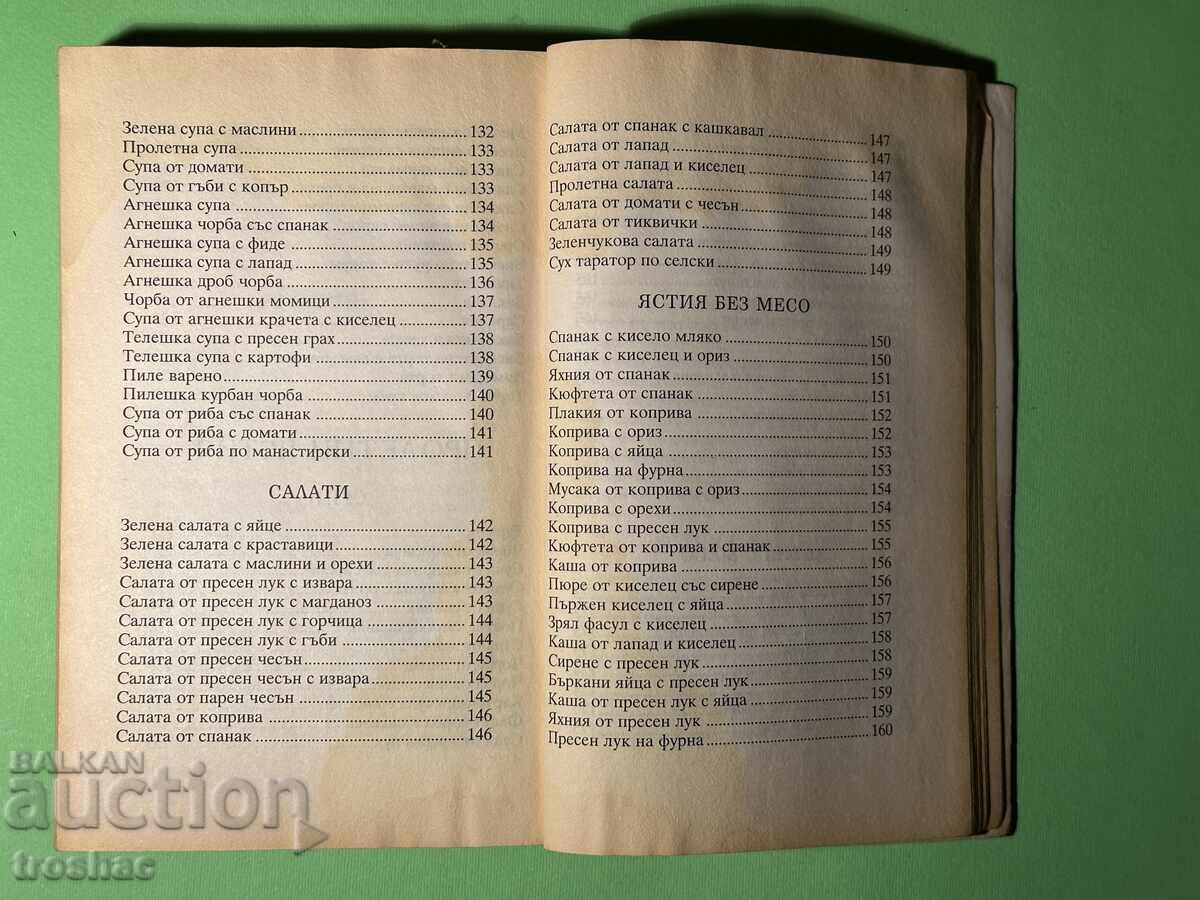 Зелена супа с маслини 132
Пролетна супа 133
Супа от домати 133
Супа от гъби с копър 133
Агнешка супа 134
Агнешка чорба със спанак 134
Агнешка супа с фиде 135
Агнешка супа с лапад 135
Агнешка дроб чорба 136
Чорба от агнешки момици 137
Супа от агнешки крачета с киселец 137
Телешка супа с пресен грах 138
Телешка супа с картофи 138
Пиле варено 139
Пилешка курбан чорба 140
Супа от риба със спанак 140
Супа от риба с домати 141
Супа от риба по манастирски 141
САЛАТИ
Зелена салата с яйце 142
Зелена салата с краставици 142
Зелена салата с маслини и орехи 143
Салата от пресен лук с извара 143
Салата от пресен лук с магданоз 143
Салата от пресен лук с горчица 144
Салата от пресен лук с гъби 144
Салата от пресен чесън 145
Салата от пресен чесън с извара 145
Салата от парен чесън 145
Салата от коприва 146
Салата от спанак 146
Салата от спанак с кашкавал 147
Салата от лапад 147
Салата от лапад и киселец 147
Пролетна салата 148
Салата от домати с чесън 148
Салата от тиквички 148
Зеленчукова салата 149
Сух таратор по селски 149
ЯСТИЯ БЕЗ МЕСО
Спанак с кисело мляко 150
Спанак с киселец и ориз 150
Яхния от спанак 151
Кюфтета от спанак 151
Плакия от коприва 152
Коприва с ориз 152
Коприва с яйца 153
Коприва на фурна 153
Мусака от коприва с ориз 154
Коприва с орехи 154
Коприва с пресен лук 155
Кюфтета от коприва и спанак 155
Каша от коприва 156
Пюре от киселец със сирене 156
Пържен киселец с яйца 157
Зрял фасул с киселец 157
Каша от лапад и киселец 158
Сирене с пресен лук 158
Бъркани яйца с пресен лук 159
Каша от пресен лук с яйца 159
Яхния от пресен лук 159
Пресен лук на фурна 160
BALKAN
auction
troshac